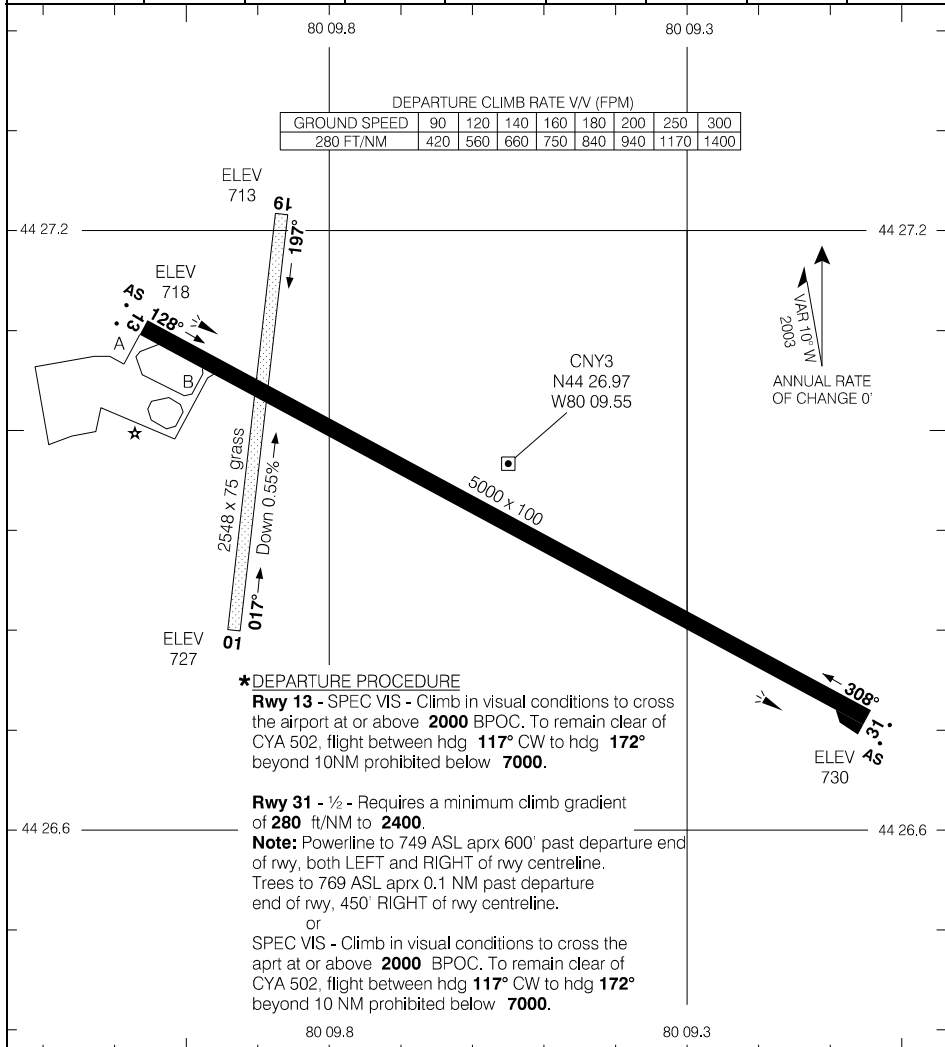 80 09.8 80 09.3
DEPARTURE CLIMB RATE V/V (FPM)
GROUND SPEED 90 120 140 160 180 200 250 300
280 FT/NM 420 560 660 750 840 940 1170 1400
ELEV
713
19
197°
44 27.2 44 27.2
ELEV
718
AS
13
128°
A
B
VAR 10° W
2003
ANNUAL RATE
OF CHANGE 0'
CNY3
N44 26.97
W80 09.55
5000 x 100
2548 x 75 grass
Down 0.55%
017°
01
ELEV
727
308°
31
AS
ELEV
730
*DEPARTURE PROCEDURE
Rwy 13 - SPEC VIS - Climb in visual conditions to cross
the airport at or above 2000 BPOC. To remain clear of
CYA 502, flight between hdg 117° CW to hdg 172°
beyond 10NM prohibited below 7000.
Rwy 31 - ½ - Requires a minimum climb gradient
of 280 ft/NM to 2400.
44 26.6 44 26.6
Note: Powerline to 749 ASL aprx 600' past departure end
of rwy, both LEFT and RIGHT of rwy centreline.
Trees to 769 ASL aprx 0.1 NM past departure
end of rwy, 450' RIGHT of rwy centreline.
or
SPEC VIS - Climb in visual conditions to cross the
aprt at or above 2000 BPOC. To remain clear of
CYA 502, flight between hdg 117° CW to hdg 172°
beyond 10 NM prohibited below 7000.
80 09.8 80 09.3